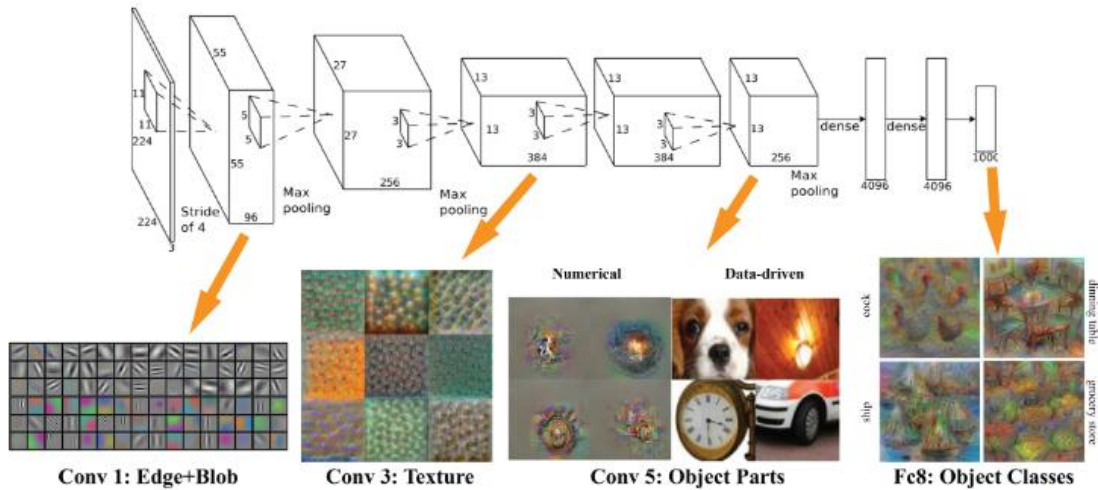 55
27
13
13
13
11
11
224
5
5
55
27
3
3
13
3
3
13
3
3
13
dense
dense
224
3
Stride
of 4
96
Max
pooling
256
Max
pooling
384
384
256
Max
pooling
4096
4096
1000
Numerical
Data-driven
cock
dinning table
ship
grocery store
Conv 1: Edge+Blob
Conv 3: Texture
Conv 5: Object Parts
Fc8: Object Classes